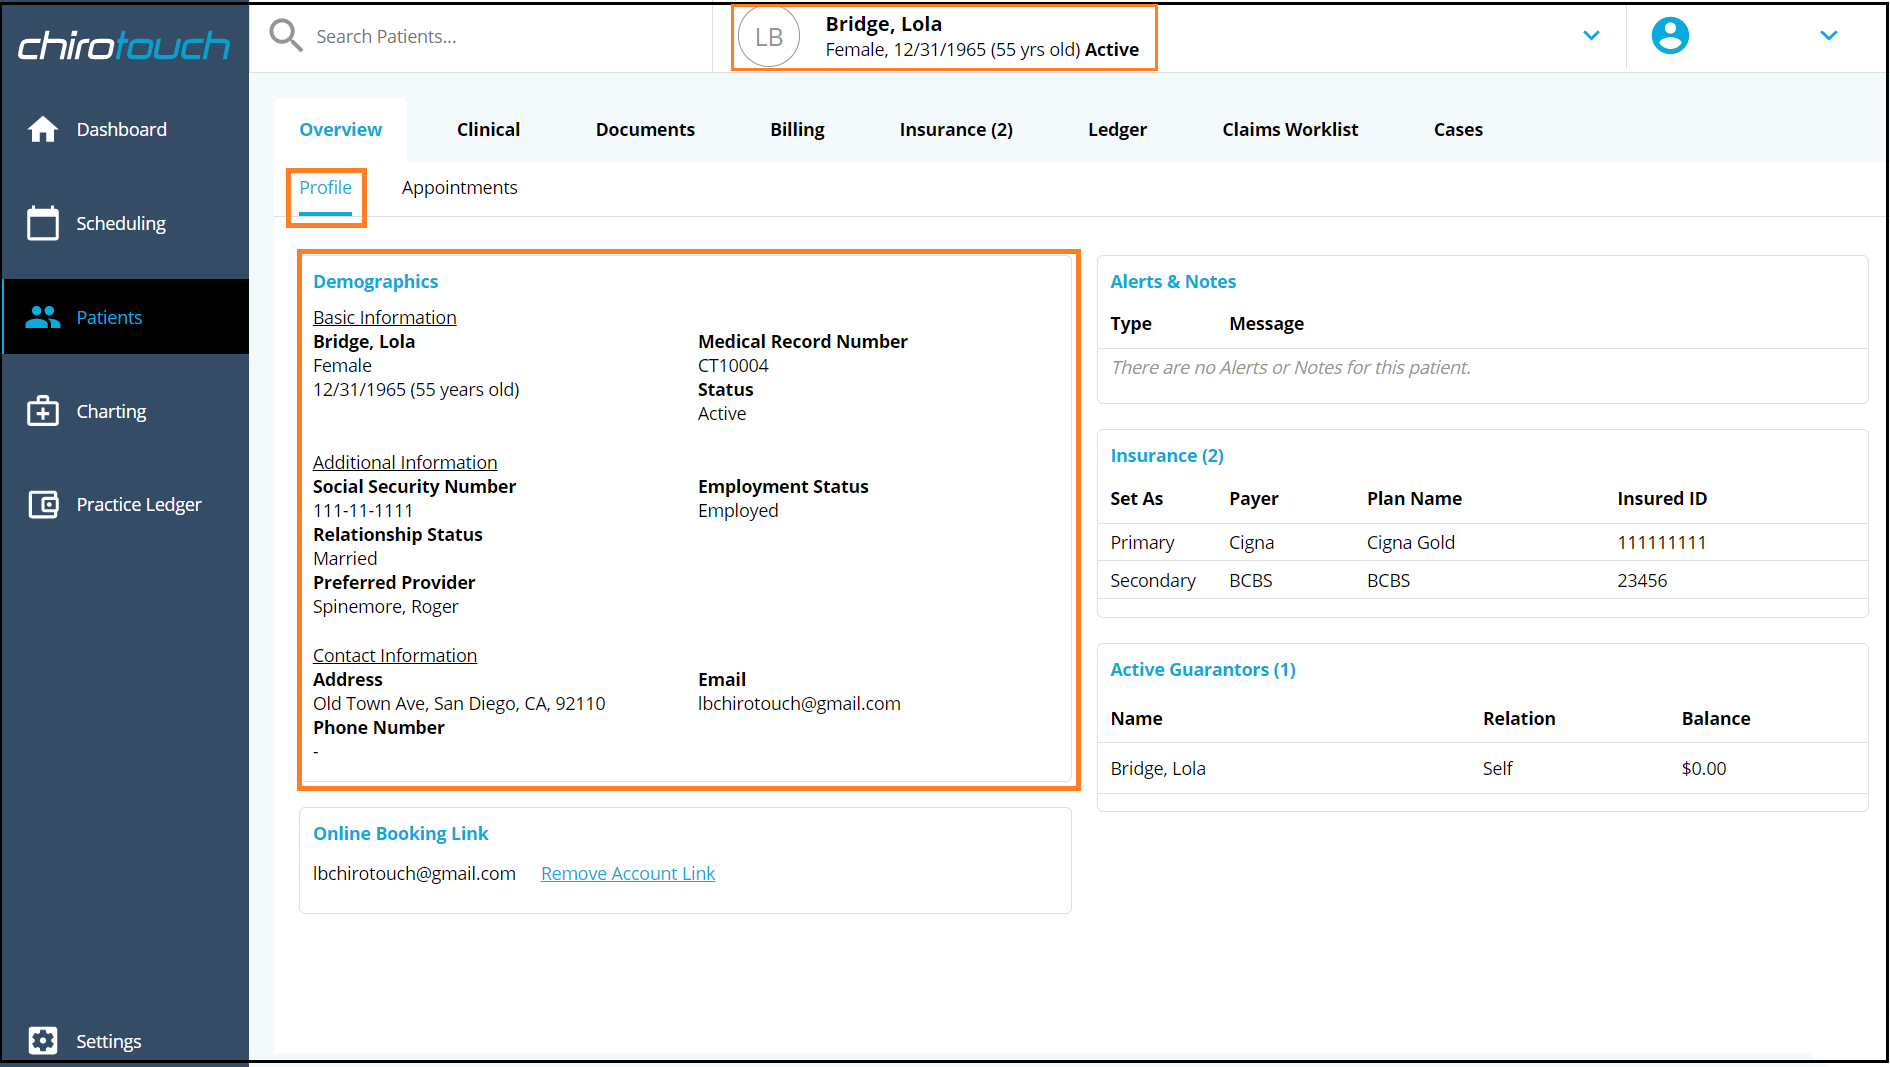 chirotouch
Dashboard
Scheduling
Patients
Charting
Practice Ledger
Settings
Search Patients...
LB
Bridge, Lola
Female, 12/31/1965 (55 yrs old) Active
Overview
Clinical
Documents
Billing
Insurance (2)
Ledger
Claims Worklist
Cases
Profile
Appointments
Demographics
Basic Information
Bridge, Lola
Female
12/31/1965 (55 years old)
Medical Record Number
CT10004
Status
Active
Additional Information
Social Security Number
111-11-1111
Relationship Status
Married
Preferred Provider
Spinemore, Roger
Employment Status
Employed
Contact Information
Address
Old Town Ave, San Diego, CA, 92110
Phone Number
-
Email
lbchirotouch@gmail.com
Online Booking Link
lbchirotouch@gmail.com Remove Account Link
Alerts & Notes
Type Message
There are no Alerts or Notes for this patient.
Insurance (2)
Set As Payer Plan Name Insured ID
Primary Cigna Cigna Gold 111111111
Secondary BCBS BCBS 23456
Active Guarantors (1)
Name Relation Balance
Bridge, Lola Self $0.00